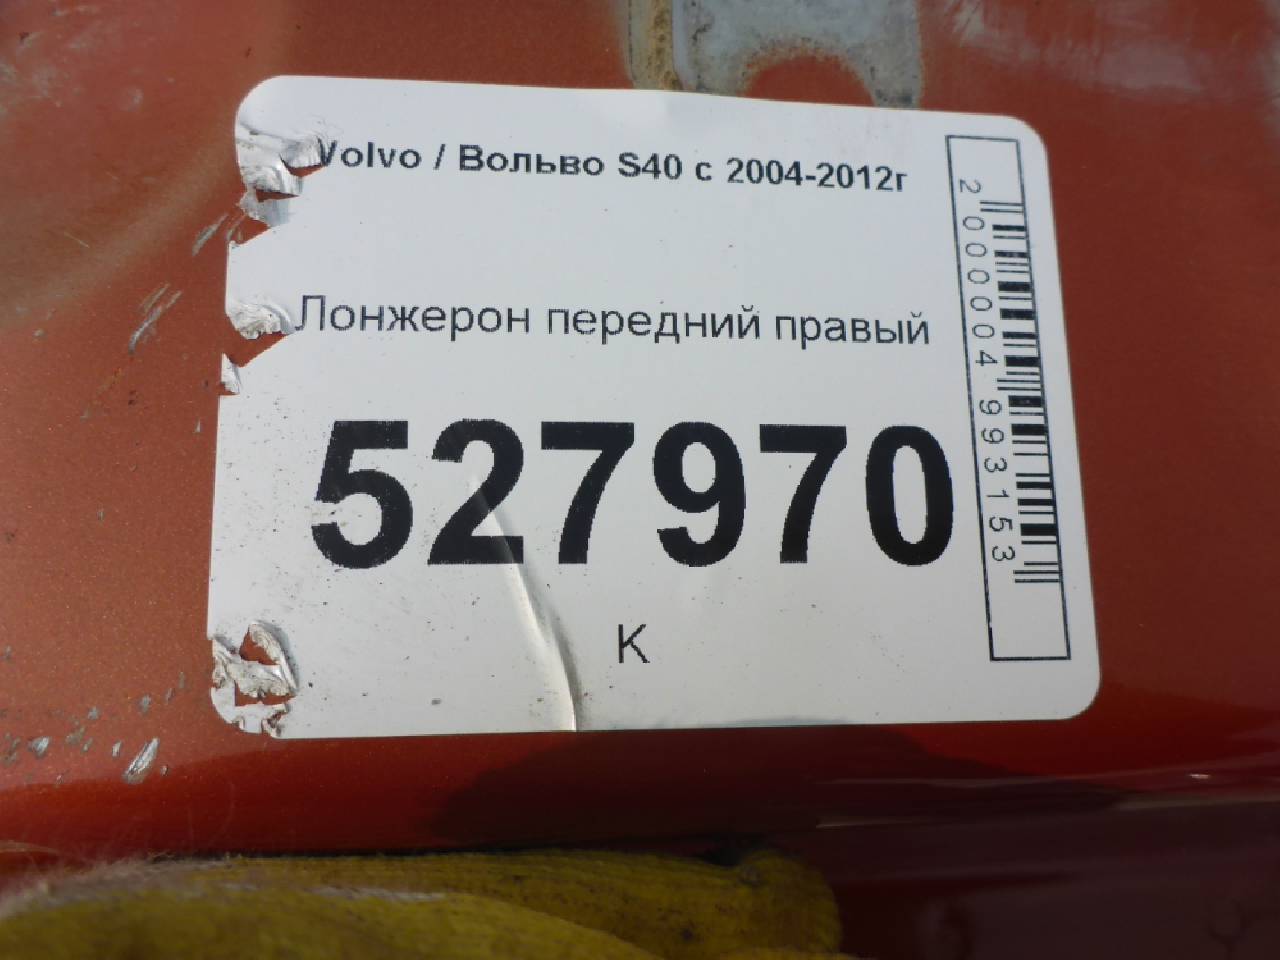 Volvo / Вольво S40 с 2004-2012г
Лонжерон передний правый
527970
К
2000004993153